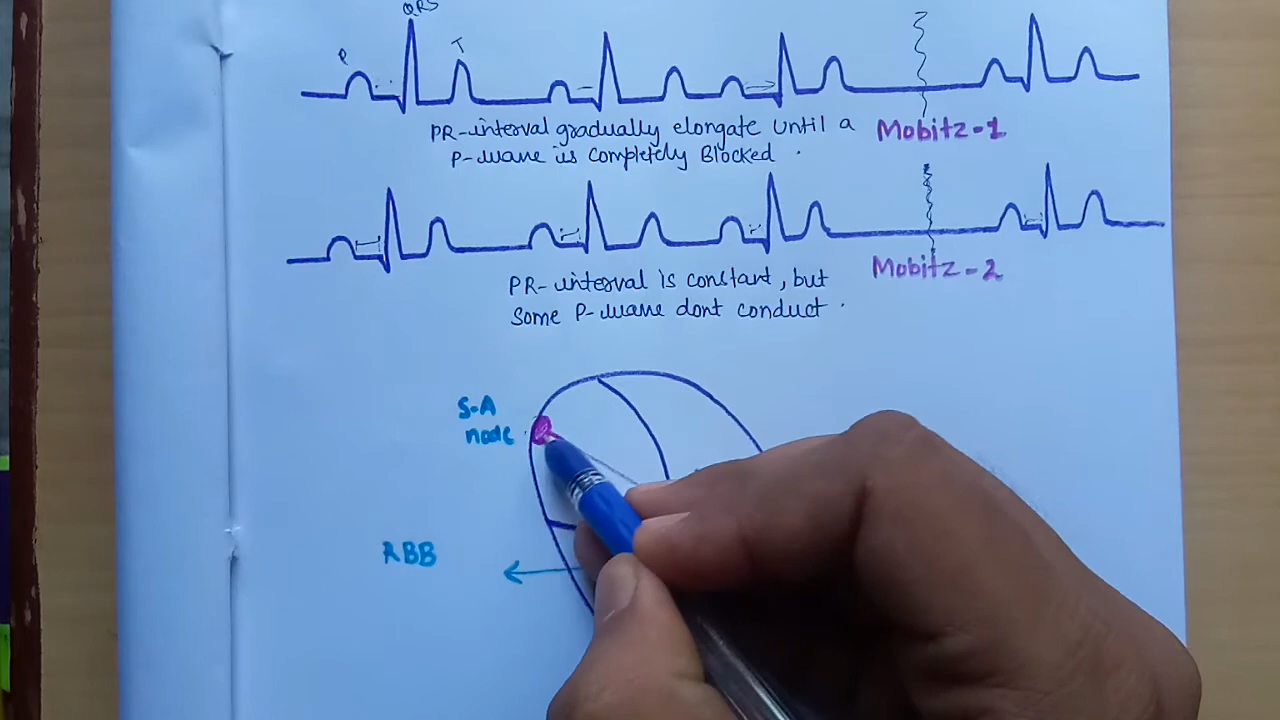 QRS
P
T
PR-interval gradually elongate until a
P-wave is completely Blocked.
Mobitz-1
PR-interval is constant, but
some P-wave dont conduct.
Mobitz-2
S-A
node
RBB